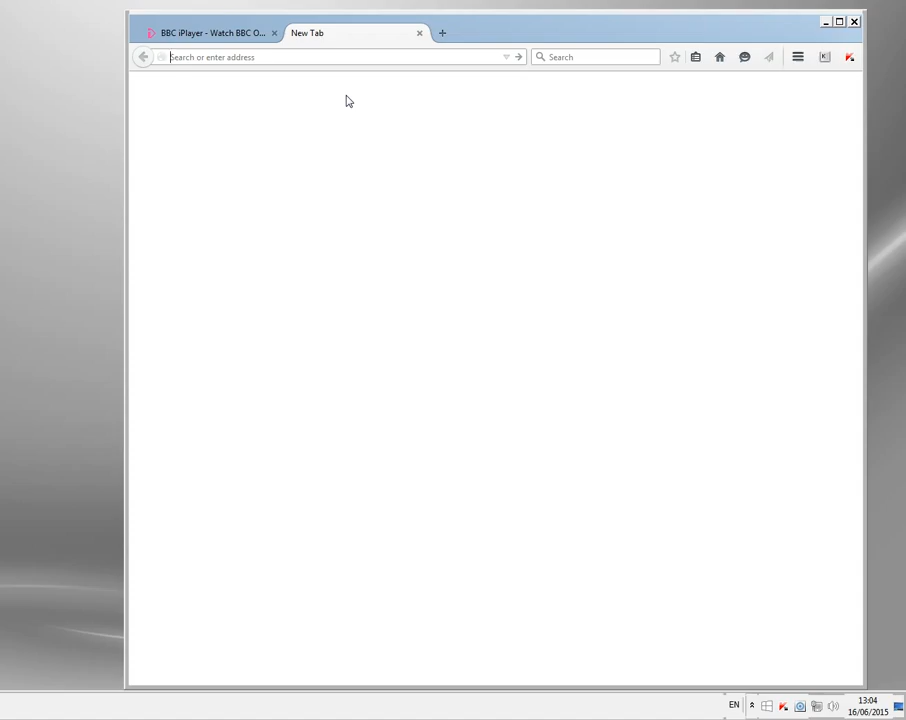 BBC iPlayer - Watch BBC O...
New Tab
Search or enter address
Search
EN
13:04
16/06/2015